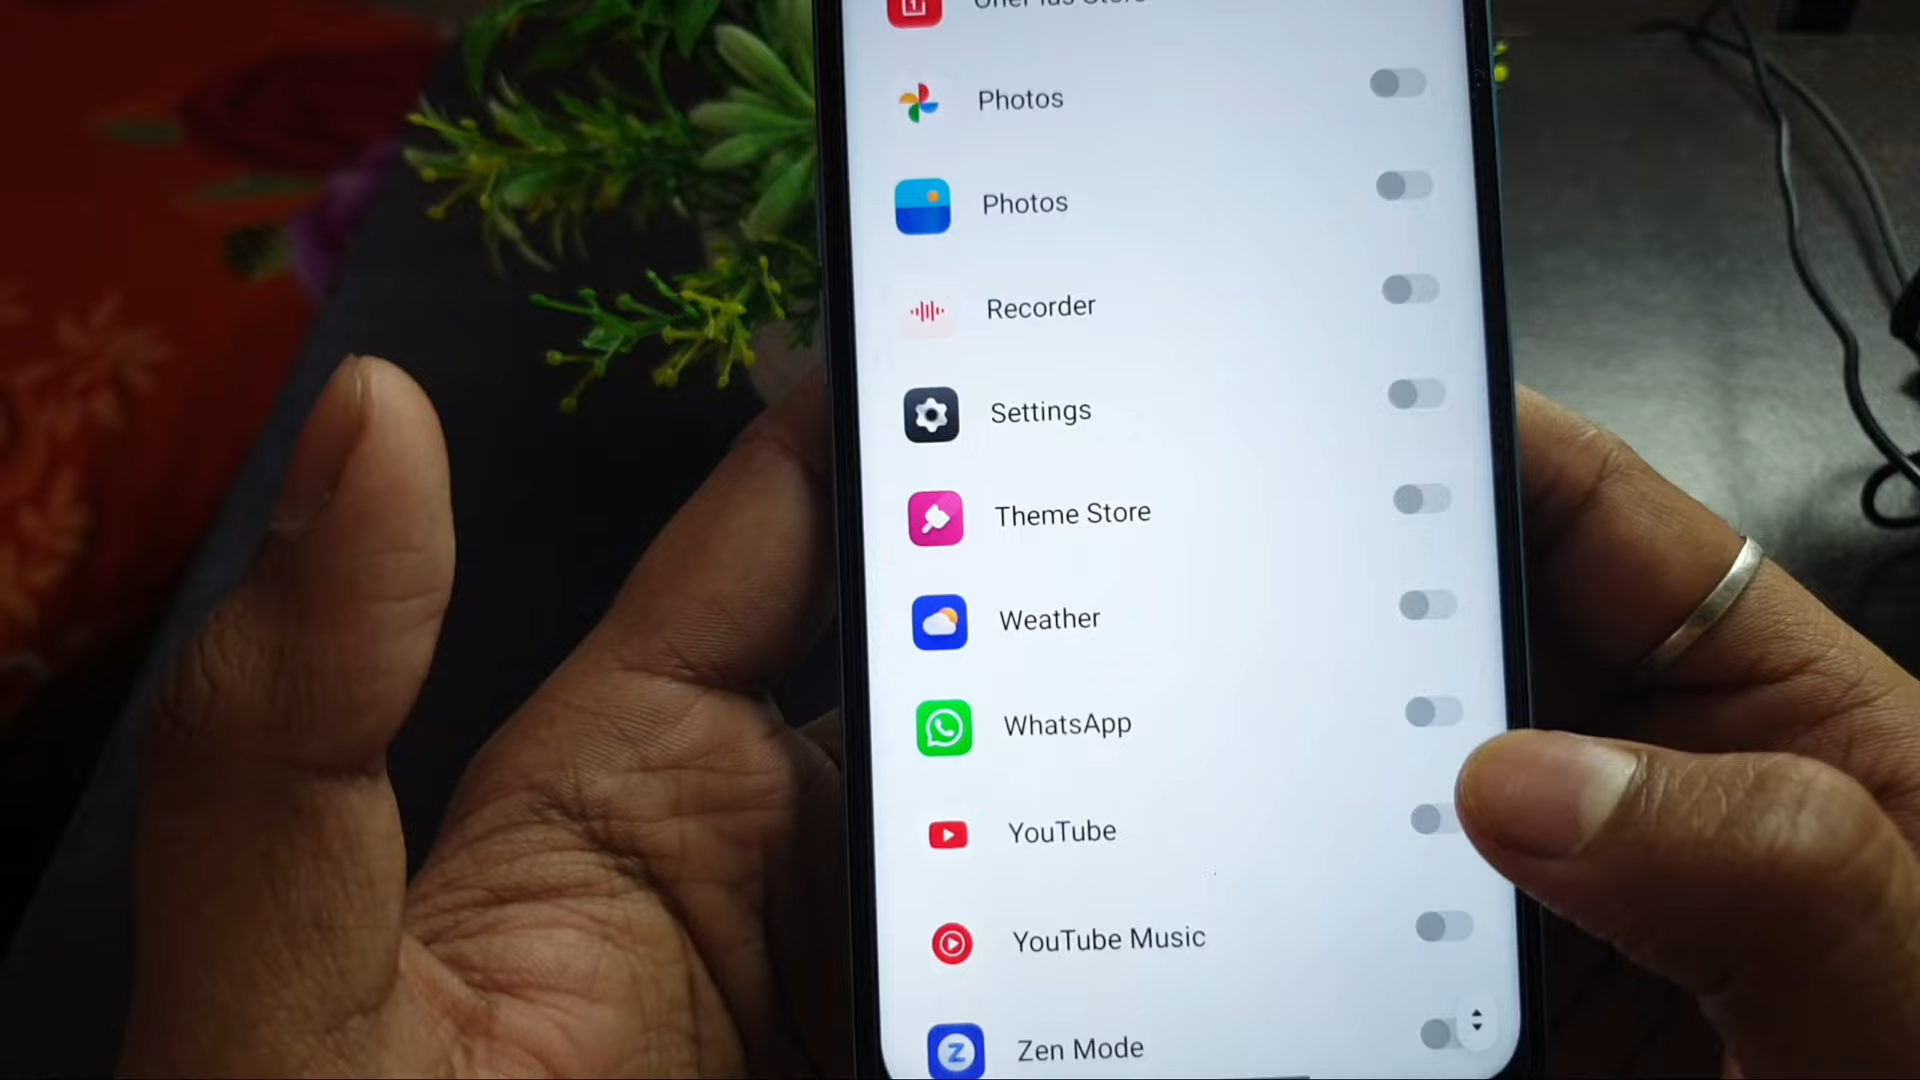 OnePlus Store
Photos
Photos
Recorder
Settings
Theme Store
Weather
WhatsApp
YouTube
YouTube Music
Z
Zen Mode